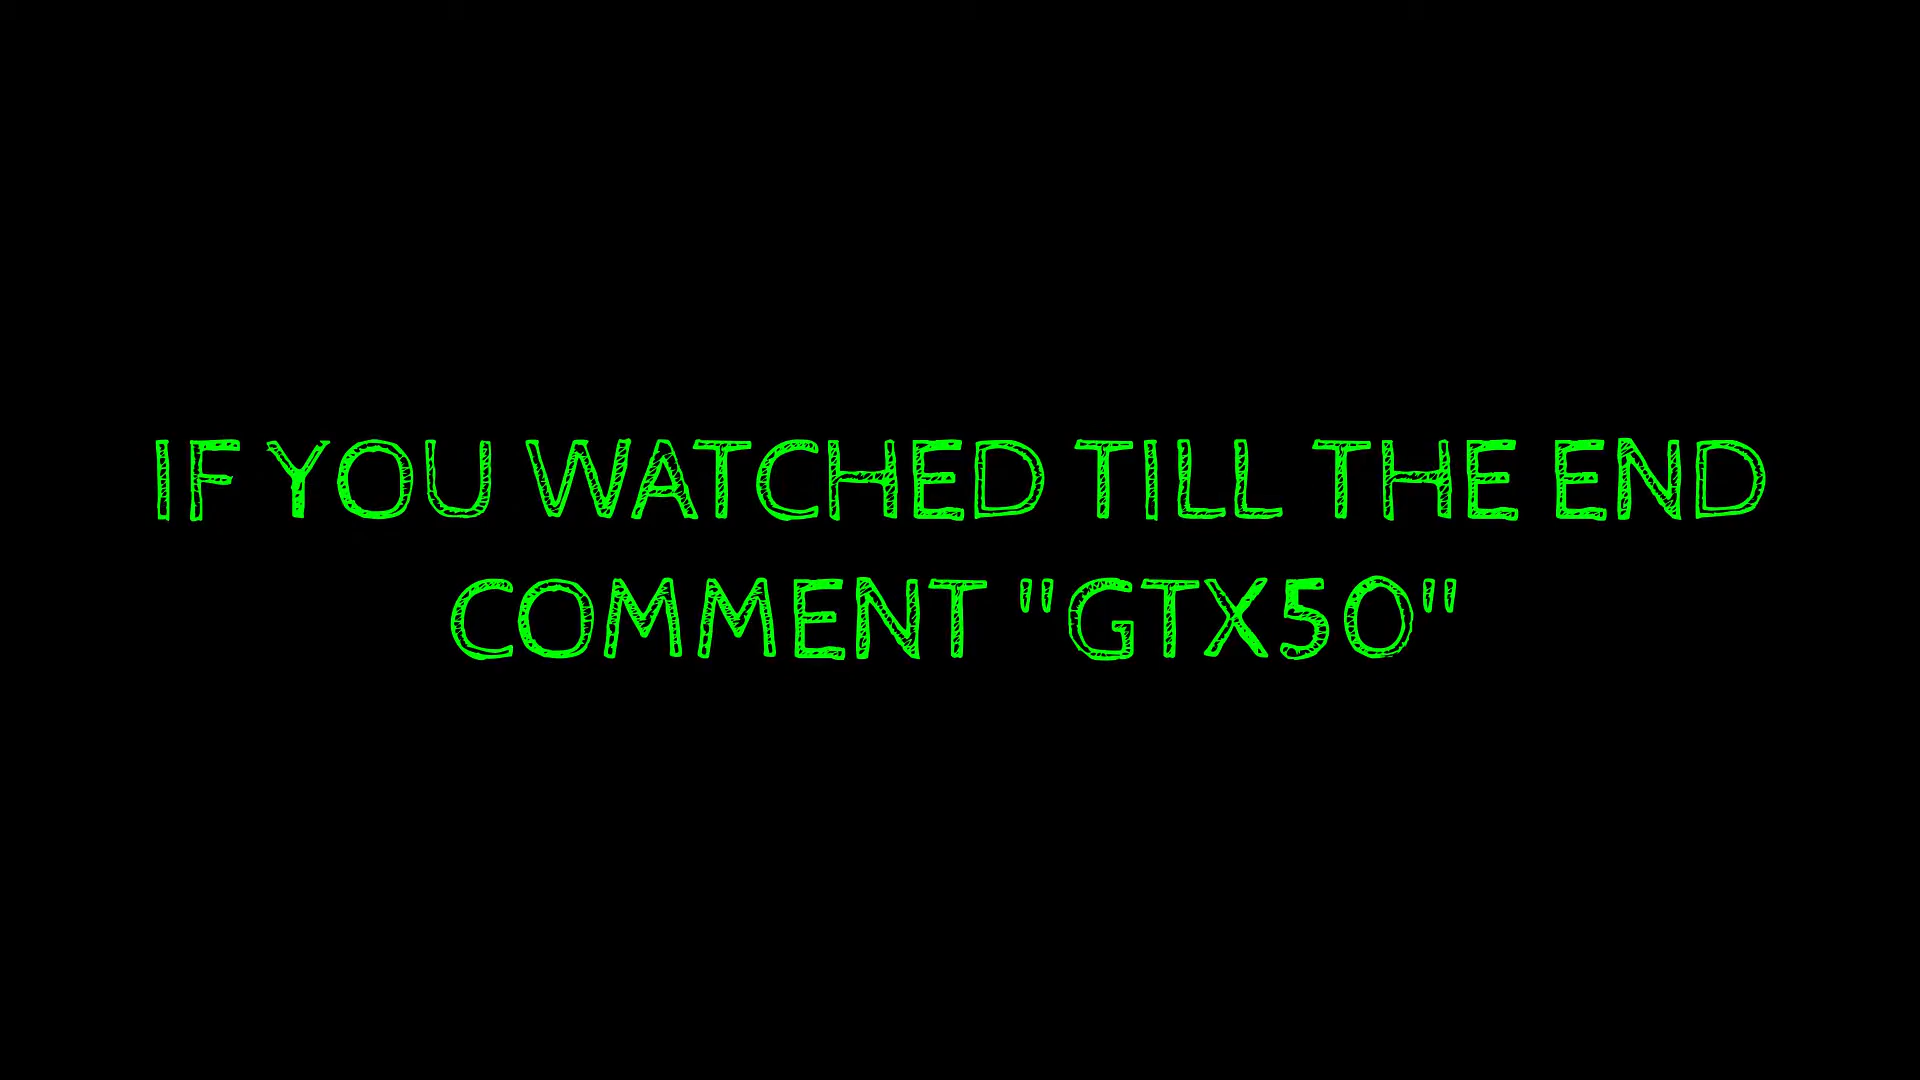 IF YOU WATCHED TILL THE END
COMMENT "GTX50"